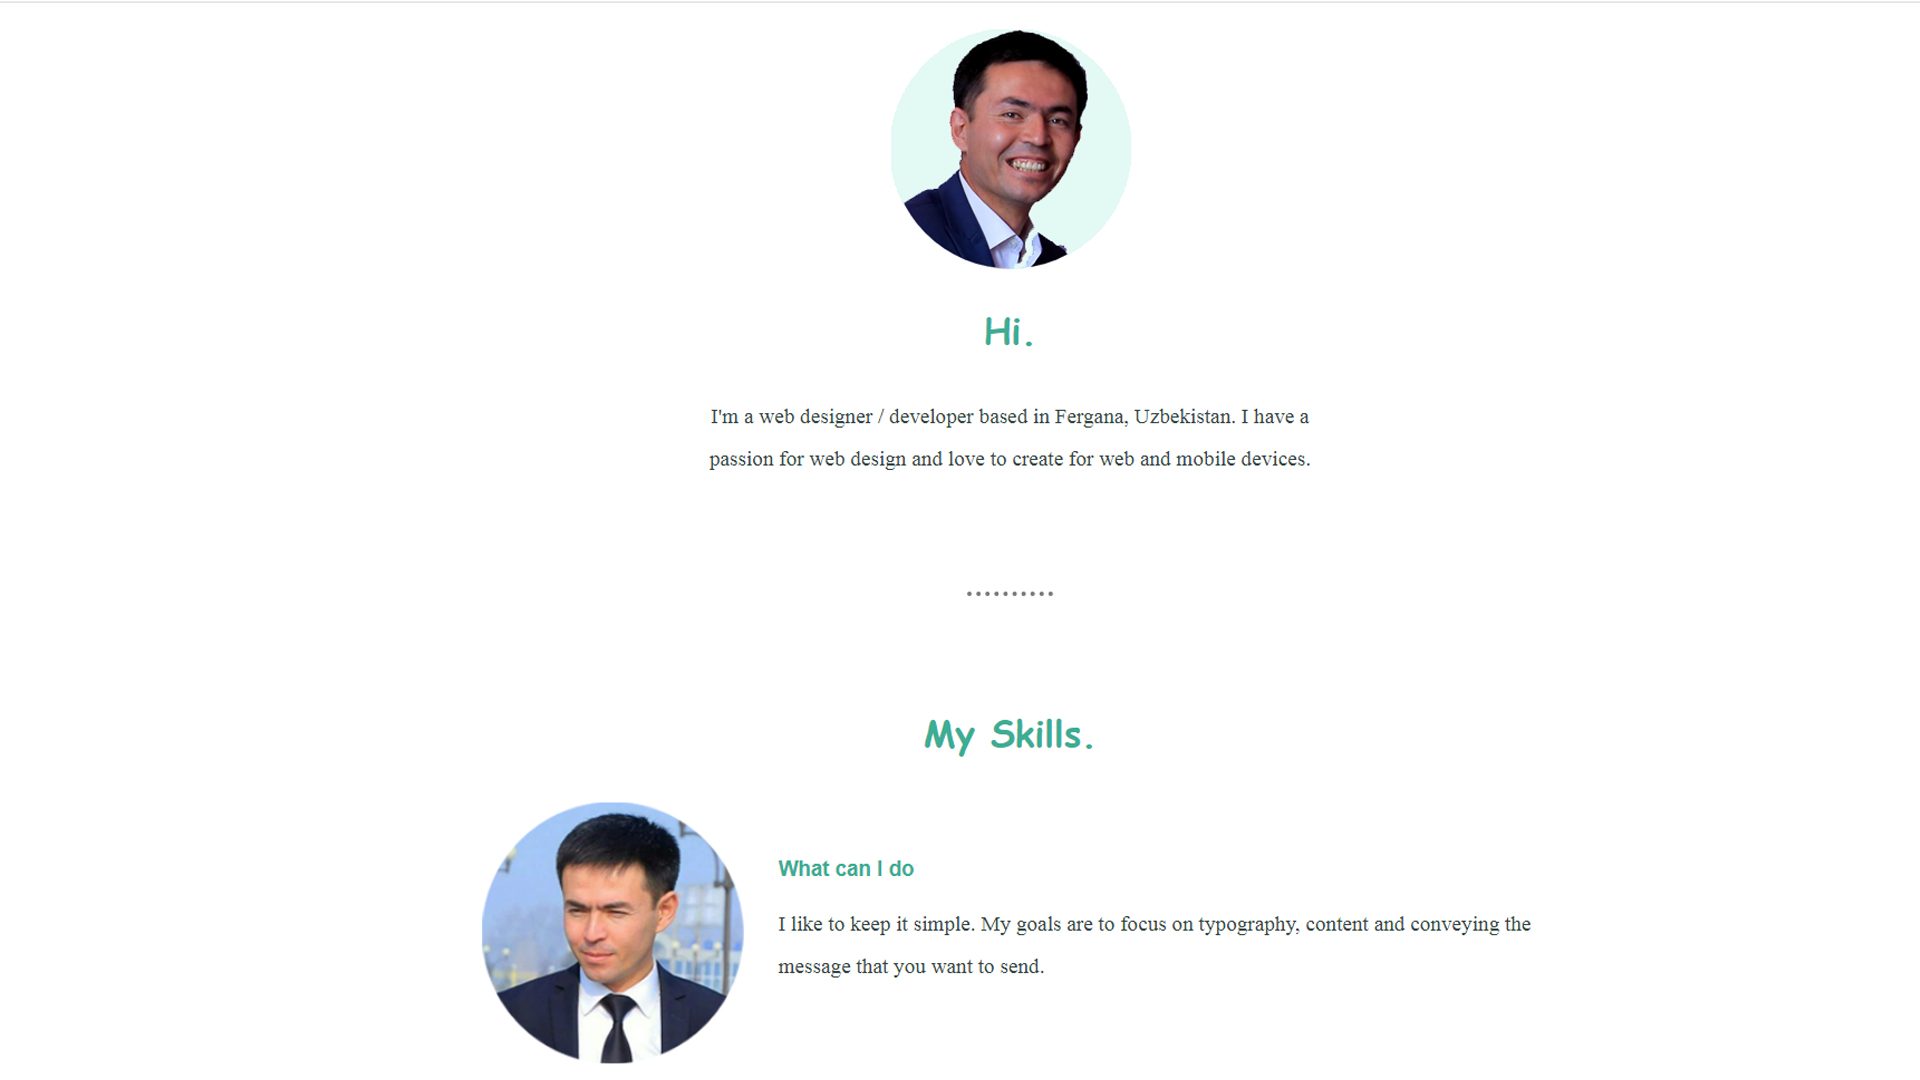 Hi.
I'm a web designer / developer based in Fergana, Uzbekistan. I have a
passion for web design and love to create for web and mobile devices.
My Skills.
What can I do
I like to keep it simple. My goals are to focus on typography, content and conveying the
message that you want to send.